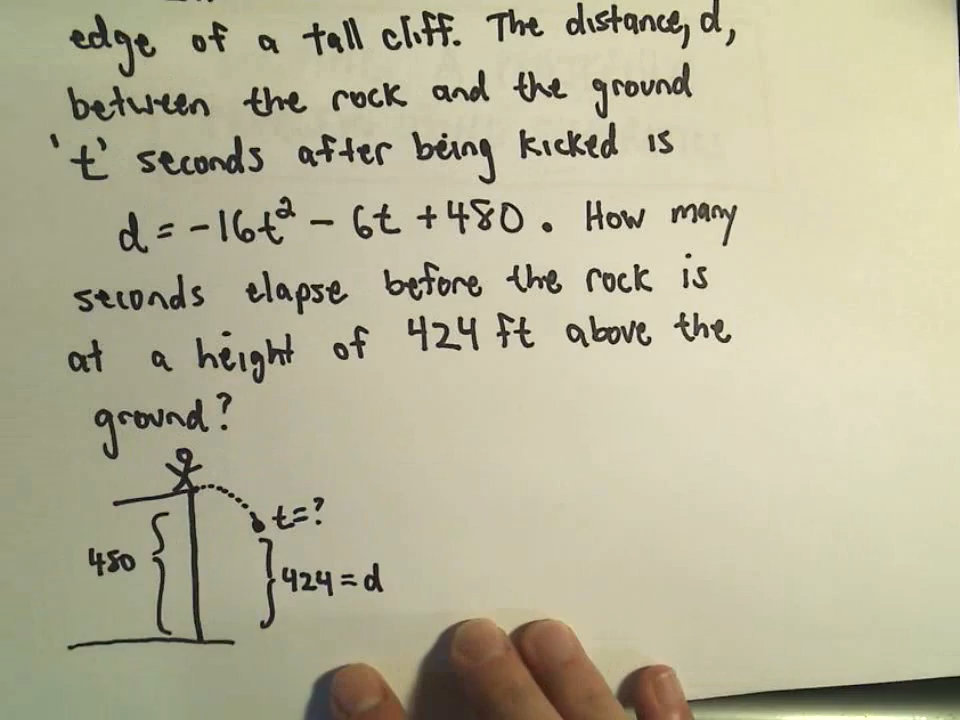 edge of a tall cliff. The distance, d,
between the rock and the ground
't' seconds after being kicked is
d = -16t² - 6t + 480. How many
seconds elapse before the rock is
at a height of 424 ft above the
ground?
t=?
480
424 = d